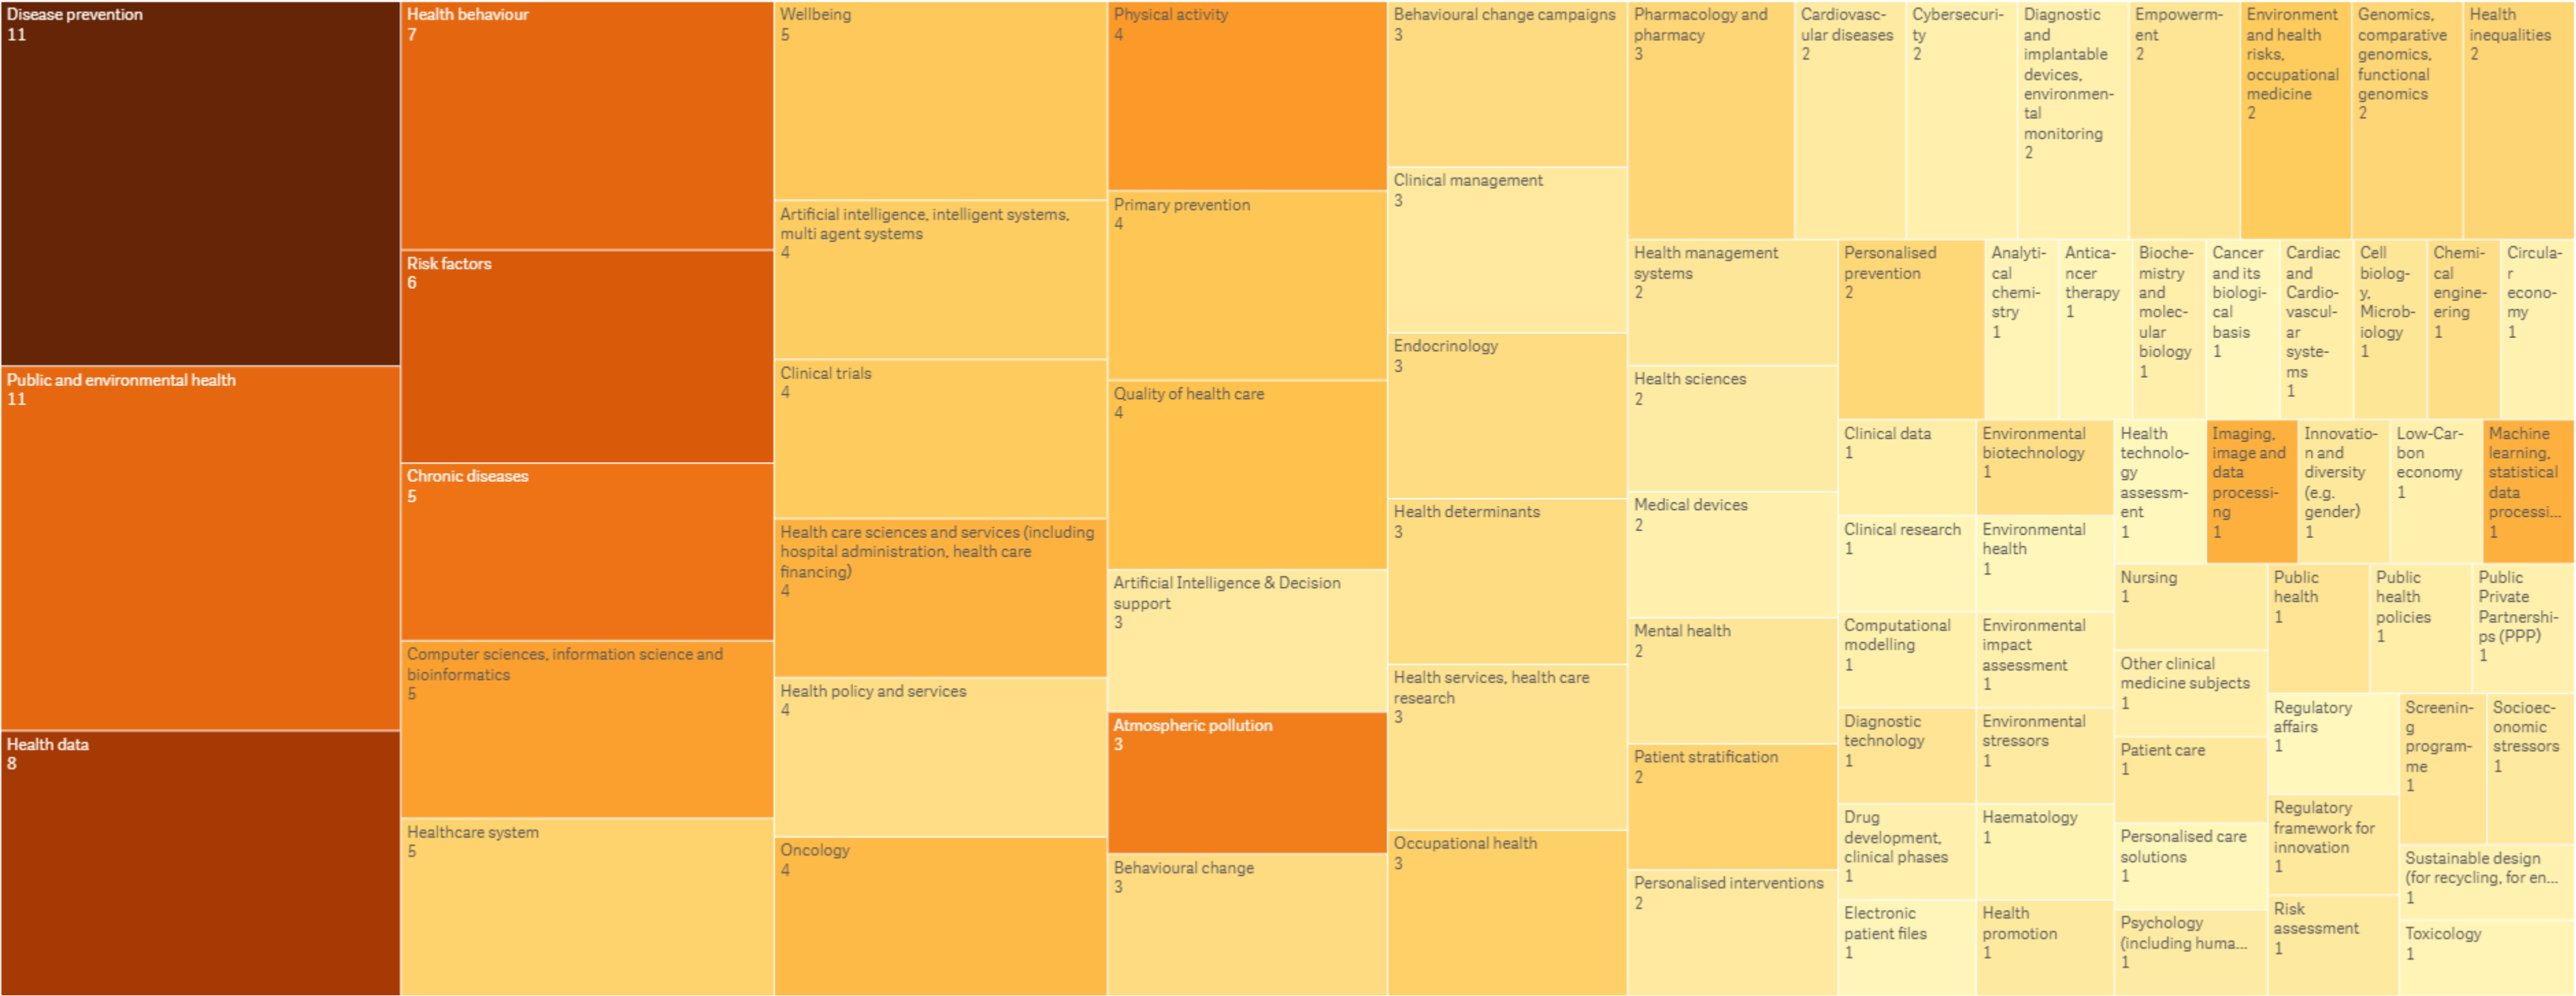 Disease prevention
11
Public and environmental health
11
Health data
8
Health behaviour
7
Risk factors
6
Chronic diseases
5
Computer sciences, information science and
bioinformatics
5
Healthcare system
5
Wellbeing
5
Artificial intelligence, intelligent systems,
multi agent systems
4
Clinical trials
4
Health care sciences and services (including
hospital administration, health care
financing)
4
Health policy and services
4
Oncology
4
Physical activity
4
Primary prevention
4
Quality of health care
4
Artificial Intelligence & Decision
support
3
Atmospheric pollution
3
Behavioural change
3
Behavioural change campaigns
3
Clinical management
3
Endocrinology
3
Health determinants
3
Health services, health care
research
3
Occupational health
3
Pharmacology and
pharmacy
3
Cardiovasc-
ular diseases
2
Cybersecuri-
ty
2
Diagnostic
and
implantable
devices,
environmen-
tal
monitoring
2
Empowerm-
ent
2
Environment
and health
risks,
occupational
medicine
2
Genomics,
comparative
genomics,
functional
genomics
2
Health
inequalities
2
Health management
systems
2
Health sciences
2
Medical devices
2
Mental health
2
Patient stratification
2
Personalised interventions
2
Personalised
prevention
2
Analyti-
cal
chemi-
stry
1
Antica-
ncer
therapy
1
Bioche-
mistry
and
molec-
ular
biology
1
Cancer
and its
biologi-
cal
basis
1
Cardiac
and
Cardio-
vascul-
ar
syste-
ms
1
Cell
biolog-
y,
Microb-
iology
1
Chemi-
cal
engine-
ering
1
Circula-
r
econo-
my
1
Clinical data
1
Clinical research
1
Computational
modelling
1
Diagnostic
technology
1
Drug
development,
clinical phases
1
Electronic
patient files
1
Environmental
biotechnology
1
Environmental
health
1
Environmental
impact
assessment
1
Environmental
stressors
1
Haematology
1
Health
promotion
1
Health
technolo-
gy
assessm-
ent
1
Imaging,
image and
data
processi-
ng
1
Innovatio-
n and
diversity
(e.g.
gender)
1
Low-Car-
bon
economy
1
Machine
learning,
statistical
data
processi...
1
Nursing
1
Other clinical
medicine subjects
1
Patient care
1
Personalised care
solutions
1
Psychology
(including huma...
1
Public
health
1
Public
health
policies
1
Public
Private
Partnershi-
ps (PPP)
1
Regulatory
affairs
1
Regulatory
framework for
innovation
1
Risk
assessment
1
Screenin-
g
program-
me
1
Socioec-
onomic
stressors
1
Sustainable design
(for recycling, for en...
1
Toxicology
1